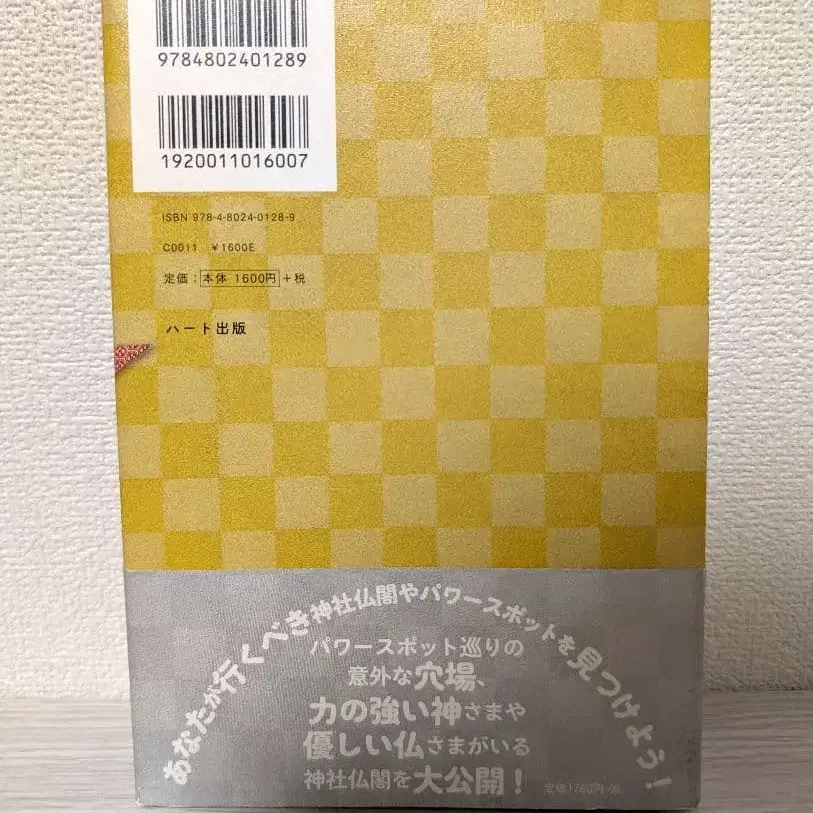 9784802401289
1920011016007
ISBN 978-4-8024-0128-9
C0011 ¥1600E
定価：本体 1600円＋税
ハート出版
あなたが行くべき神社仏閣やパワースポットを見つけよう！
パワースポット巡りの
意外な穴場、
力の強い神さまや
優しい仏さまがいる
神社仏閣を大公開！